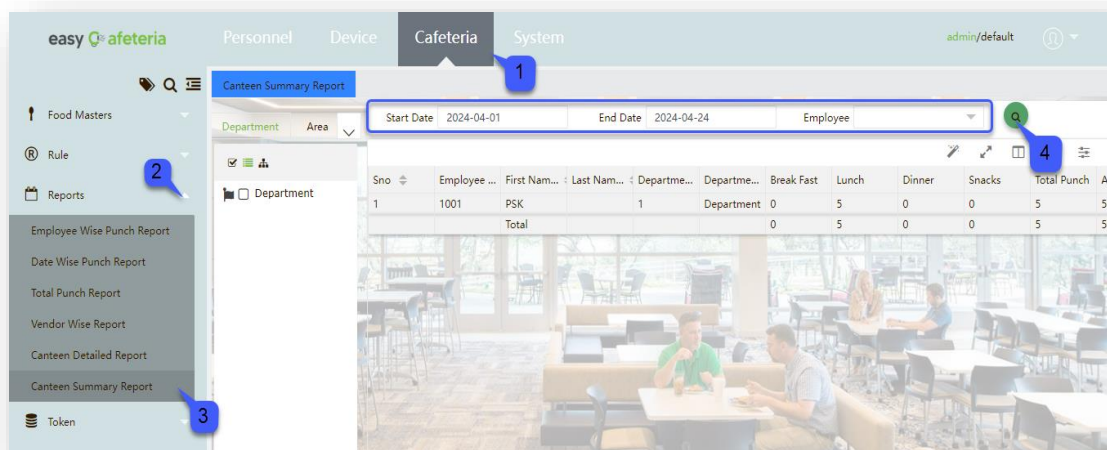 easy Cafeteria
Personnel Device Cafeteria System admin/default
1
Canteen Summary Report
Food Masters
Start Date 2024-04-01 End Date 2024-04-24 Employee
Department Area
® Rule
4
2
Reports
Department
Sno Employee ... First Nam... Last Nam... Departme... Departme... Break Fast Lunch Dinner Snacks Total Punch A
1 1001 PSK 1 Department 0 5 0 0 5 5
Total 0 5 0 0 5 5
Employee Wise Punch Report
Date Wise Punch Report
Total Punch Report
Vendor Wise Report
Canteen Detailed Report
Canteen Summary Report
3
Token